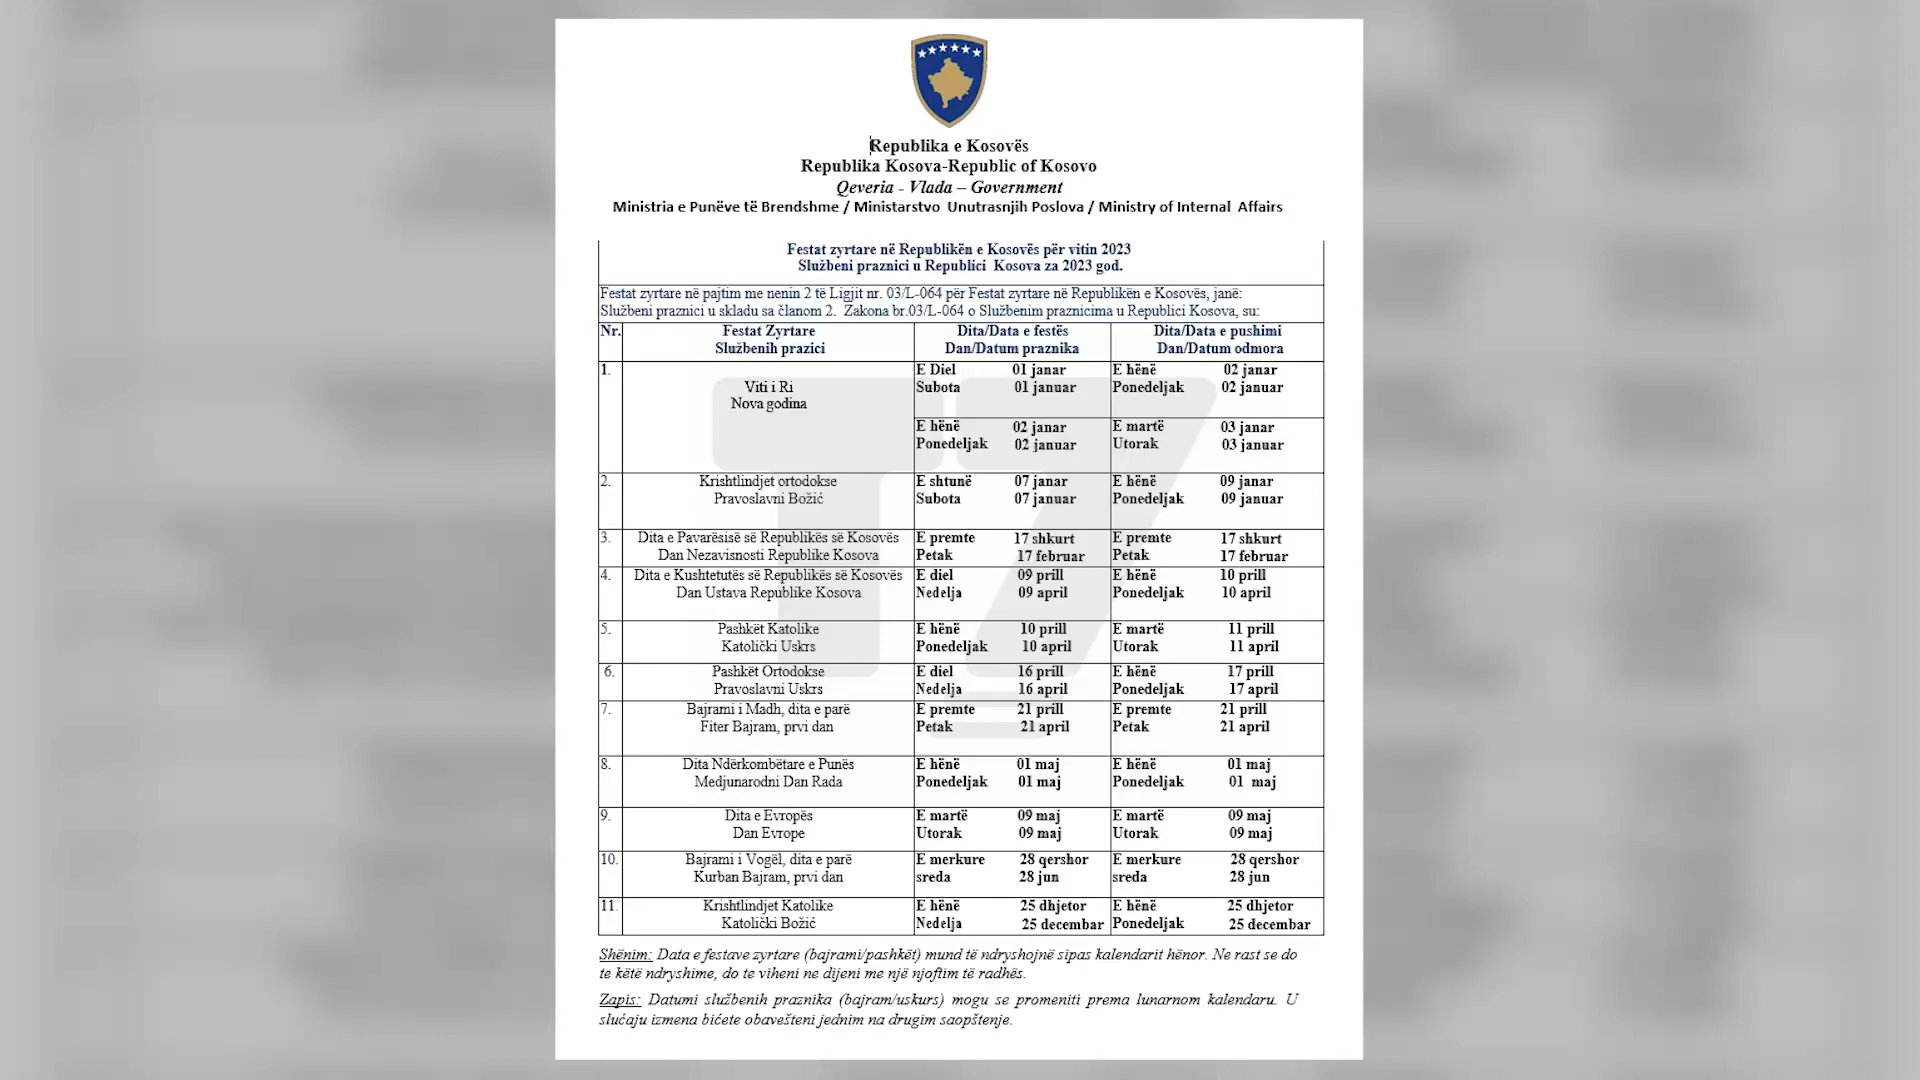 Republika e Kosovës
Republika Kosova-Republic of Kosovo
Qeveria - Vlada – Government
Ministria e Punëve të Brendshme / Ministarstvo Unutrasnjih Poslova / Ministry of Internal Affairs
Festat zyrtare në Republikën e Kosovës për vitin 2023
Službeni praznici u Republici Kosova za 2023 god.
Festat zyrtare në pajtim me nenin 2 të Ligjit nr. 03/L-064 për Festat zyrtare në Republikën e Kosovës, janë:
Službeni praznici u skladu sa članom 2. Zakona br.03/L-064 o Službenim praznicima u Republici Kosova, su:
Nr. Festat Zyrtare Dita/Data e festës Dita/Data e pushimi
Službenih prazici Dan/Datum praznika Dan/Datum odmora
1. E Diel 01 janar E hënë 02 janar
Viti i Ri Subota 01 januar Ponedeljak 02 januar
Nova godina
E hënë 02 janar E martë 03 janar
Ponedeljak 02 januar Utorak 03 januar
2. Krishtlindjet ortodokse E shtunë 07 janar E hënë 09 janar
Pravoslavni Božić Subota 07 januar Ponedeljak 09 januar
3. Dita e Pavarësisë së Republikës së Kosovës E premte 17 shkurt E premte 17 shkurt
Dan Nezavisnosti Republike Kosova Petak 17 februar Petak 17 februar
4. Dita e Kushtetutës së Republikës së Kosovës E diel 09 prill E hënë 10 prill
Dan Ustava Republike Kosova Nedelja 09 april Ponedeljak 10 april
5. Pashkët Katolike E hënë 10 prill E martë 11 prill
Katolički Uskrs Ponedeljak 10 april Utorak 11 april
6. Pashkët Ortodokse E diel 16 prill E hënë 17 prill
Pravoslavni Uskrs Nedelja 16 april Ponedeljak 17 april
7. Bajrami i Madh, dita e parë E premte 21 prill E premte 21 prill
Fiter Bajram, prvi dan Petak 21 april Petak 21 april
8. Dita Ndërkombëtare e Punës E hënë 01 maj E hënë 01 maj
Medjunarodni Dan Rada Ponedeljak 01 maj Ponedeljak 01 maj
9. Dita e Evropës E martë 09 maj E martë 09 maj
Dan Evrope Utorak 09 maj Utorak 09 maj
10. Bajrami i Vogël, dita e parë E merkure 28 qershor E merkure 28 qershor
Kurban Bajram, prvi dan sreda 28 jun sreda 28 jun
11. Krishtlindjet Katolike E hënë 25 dhjetor E hënë 25 dhjetor
Katolički Božić Nedelja 25 decembar Ponedeljak 25 decembar
Shënim: Data e festave zyrtare (bajrami/pashkët) mund të ndryshojnë sipas kalendarit hënor. Ne rast se do
te këtë ndryshime, do te viheni ne dijeni me një njoftim të radhës.
Zapis: Datumi službenih praznika (bajram/uskurs) mogu se promeniti prema lunarnom kalendaru. U
slućaju izmena bićete obavešteni jednim na drugim saopštenje.
T7